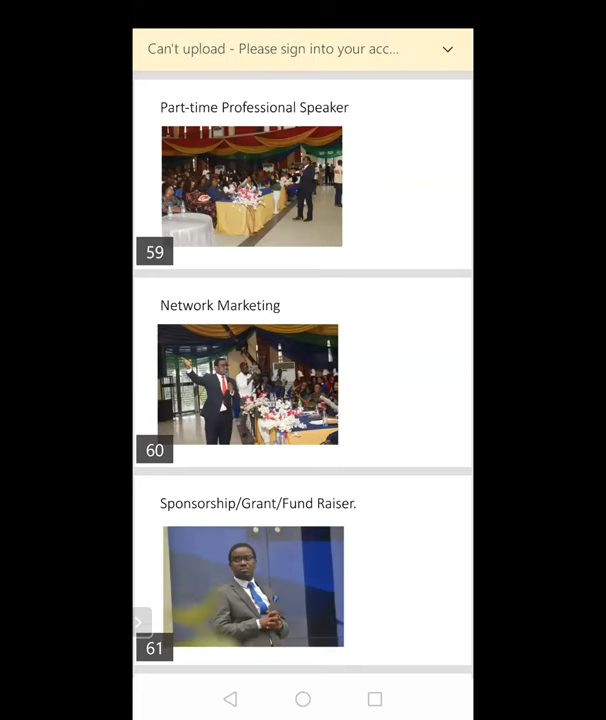 Can't upload - Please sign into your acc...
Part-time Professional Speaker
59
Network Marketing
60
Sponsorship/Grant/Fund Raiser.
61